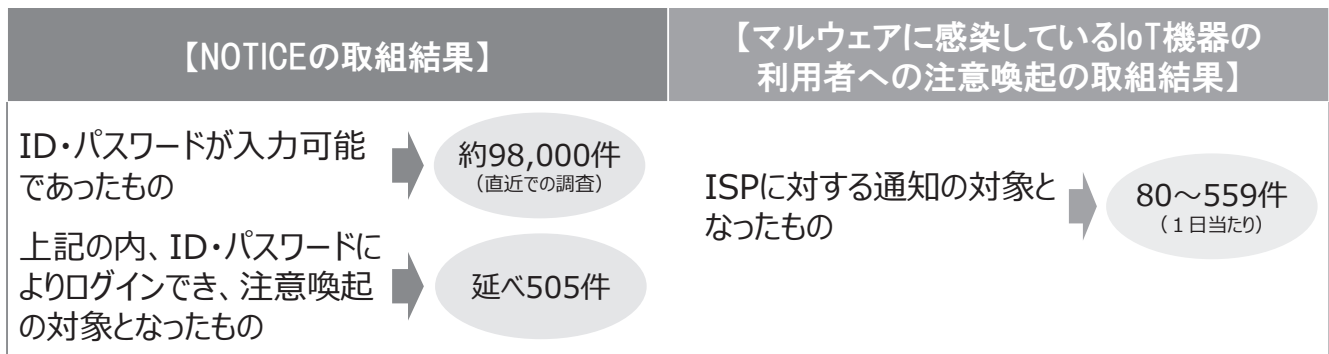 【NOTICEの取組結果】
【マルウェアに感染しているIoT機器の
利用者への注意喚起の取組結果】
ID・パスワードが入力可能
であったもの
約98,000件
(直近での調査)
上記の内、ID・パスワードに
よりログインでき、注意喚起
の対象となったもの
延べ505件
ISPに対する通知の対象と
なったもの
80～559件
(１日当たり)